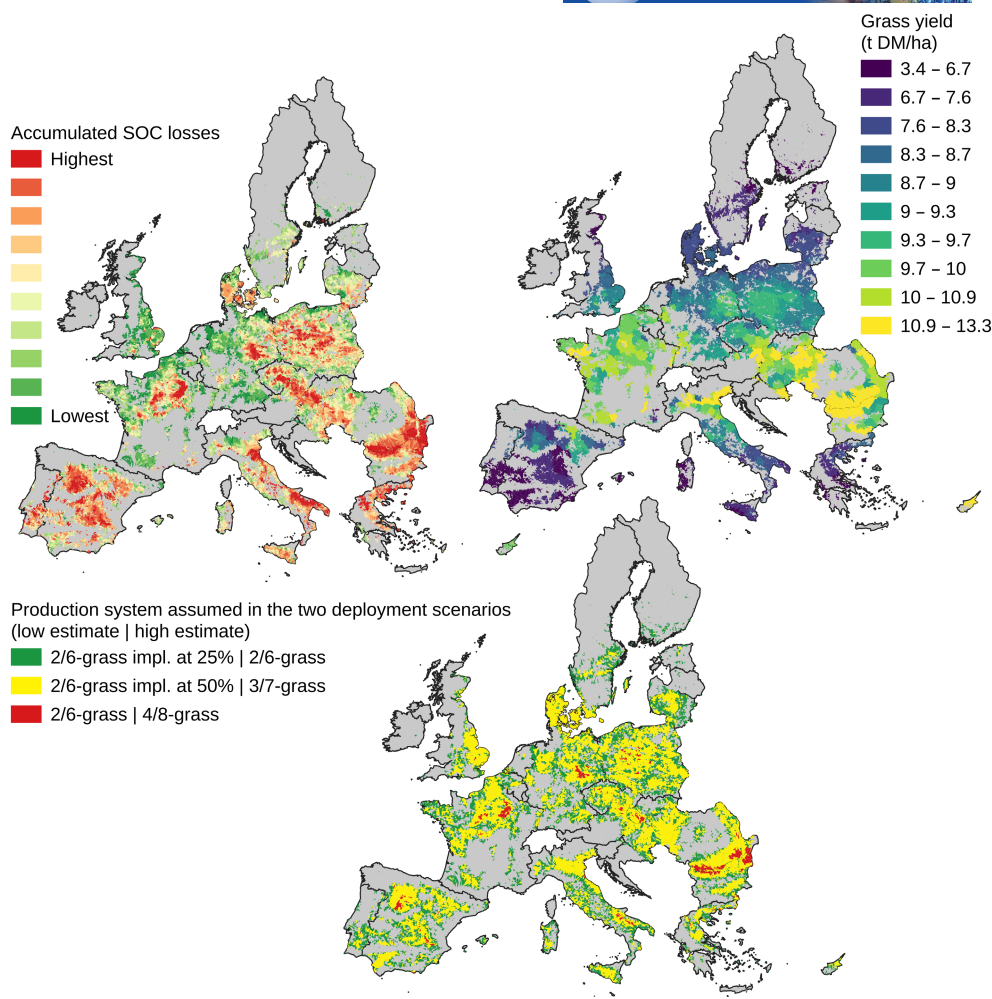 Grass yield
(t DM/ha)
3.4 – 6.7
6.7 – 7.6
7.6 – 8.3
8.3 – 8.7
8.7 – 9
9 – 9.3
9.3 – 9.7
9.7 – 10
10 – 10.9
10.9 – 13.3
Accumulated SOC losses
Highest
Lowest
Production system assumed in the two deployment scenarios
(low estimate | high estimate)
2/6-grass impl. at 25% | 2/6-grass
2/6-grass impl. at 50% | 3/7-grass
2/6-grass | 4/8-grass